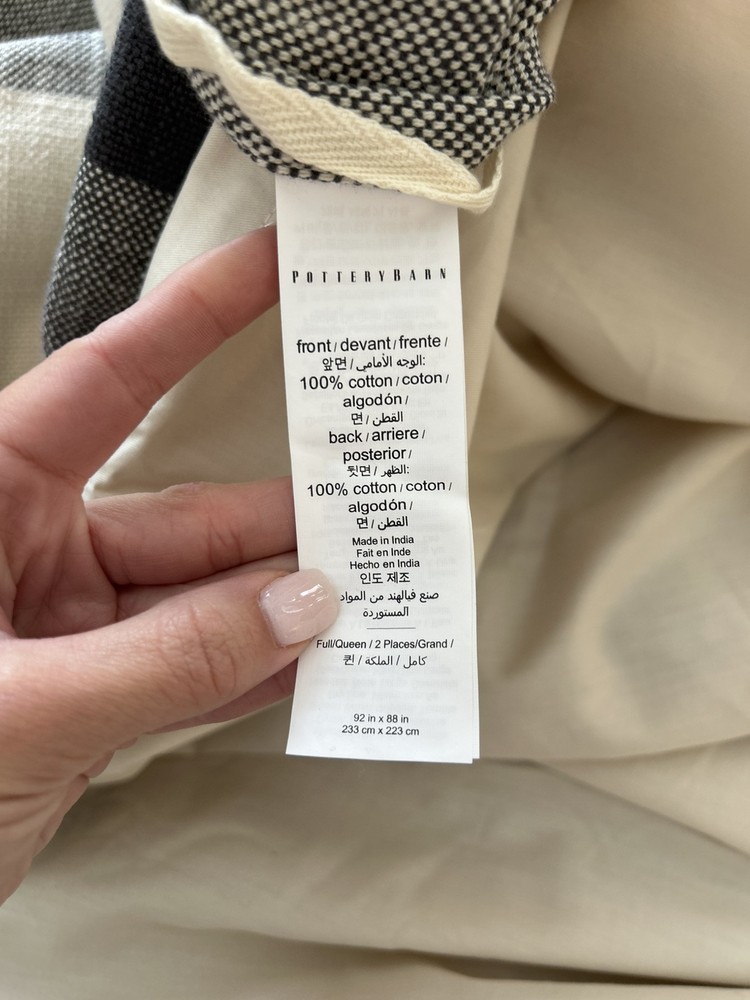 POTTERYBARN
front / devant / frente /
앞면 / الوجه الأمامي:
100% cotton / coton /
algodón /
면 / القطن
back / arriere /
posterior /
뒷면 / الظهر:
100% cotton / coton /
algodón /
면 / القطن
Made in India
Fait en Inde
Hecho en India
인도 제조
صنع فيالهند من المواد
المستوردة
Full/Queen / 2 Places/Grand /
퀸 / كامل / الملكة
92 in x 88 in
233 cm x 223 cm